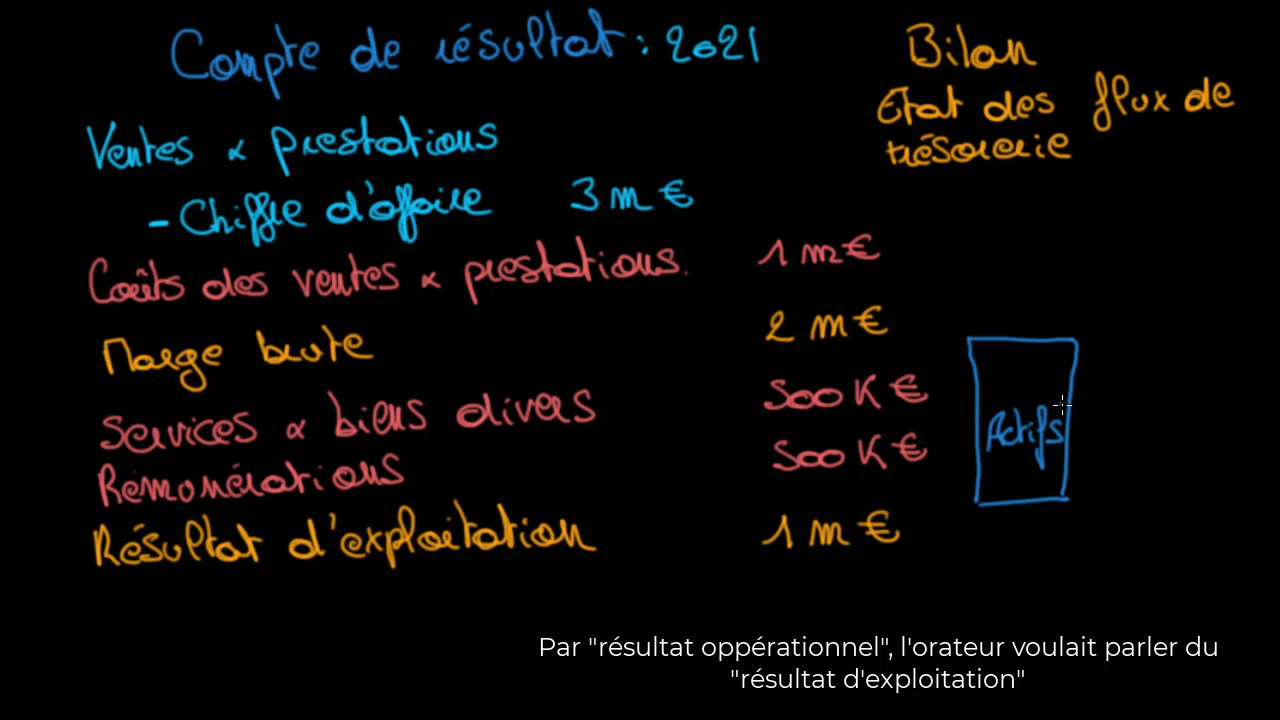 Compte de résultat : 2021
Bilan
Etat des flux de
trésorerie
Ventes & prestations
- Chiffre d'affaire 3 m €
Coûts des ventes & prestations. 1 m €
Marge brute 2 m €
Services & biens divers 500 K €
Rémunérations 500 K €
Résultat d'exploitation 1 m €
Actifs
Par "résultat oppérationnel", l'orateur voulait parler du
"résultat d'exploitation"